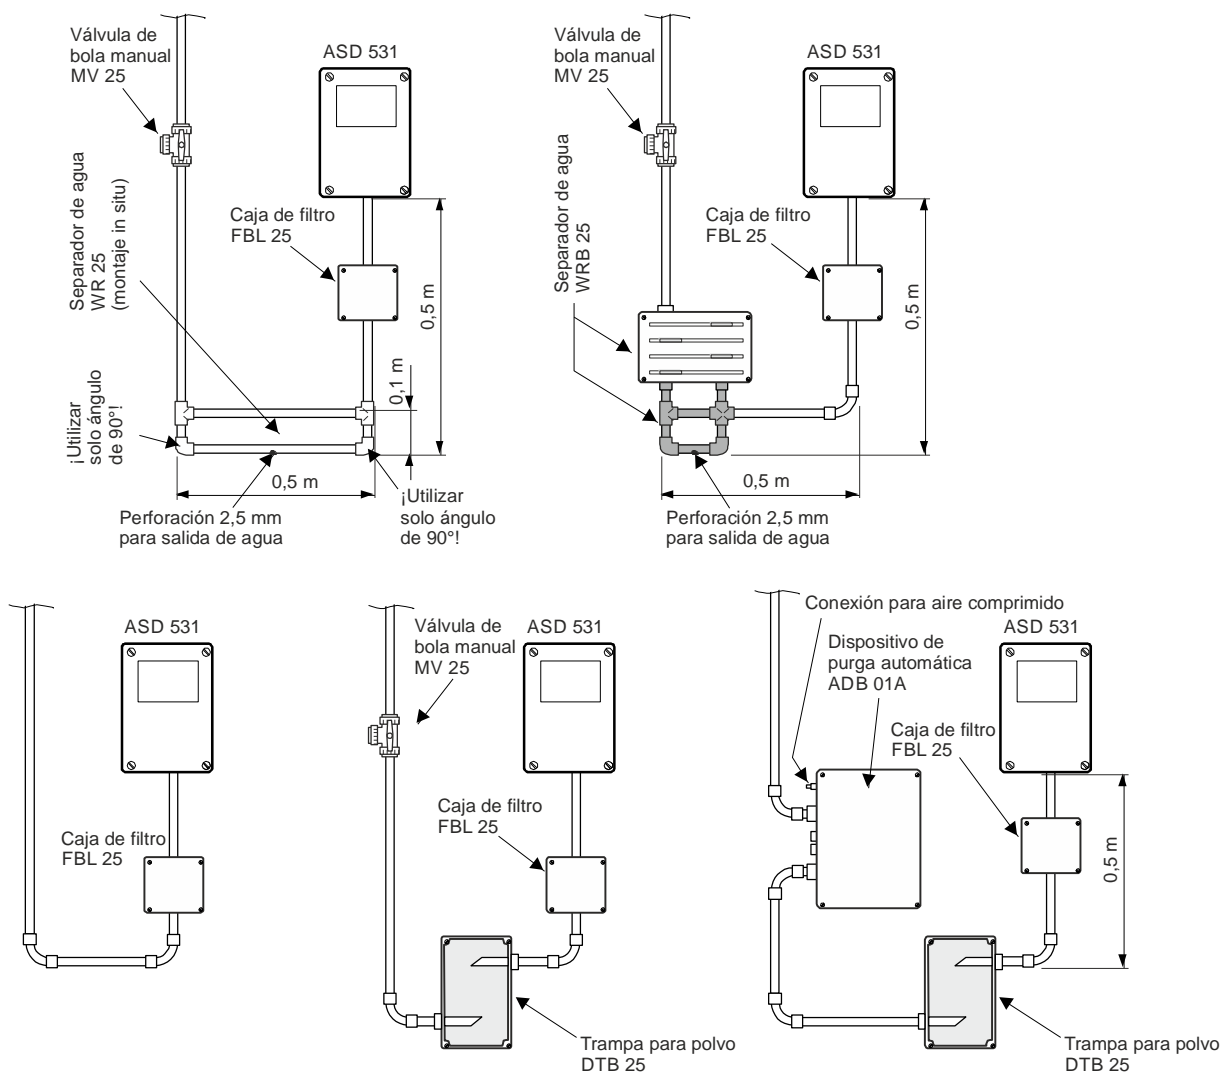 Válvula de
bola manual
MV 25
ASD 531
Separador de agua
WR 25
(montaje in situ)
Caja de filtro
FBL 25
0,5 m
0,1 m
¡Utilizar
solo ángulo
de 90°!
0,5 m
Perforación 2,5 mm
para salida de agua
¡Utilizar
solo ángulo
de 90°!
Válvula de
bola manual
MV 25
ASD 531
Separador de agua
WRB 25
Caja de filtro
FBL 25
0,5 m
0,5 m
Perforación 2,5 mm
para salida de agua
ASD 531
Caja de filtro
FBL 25
Válvula de
bola manual
MV 25
ASD 531
Caja de filtro
FBL 25
Trampa para polvo
DTB 25
Conexión para aire comprimido
ASD 531
Dispositivo de
purga automática
ADB 01A
Caja de filtro
FBL 25
0,5 m
Trampa para polvo
DTB 25